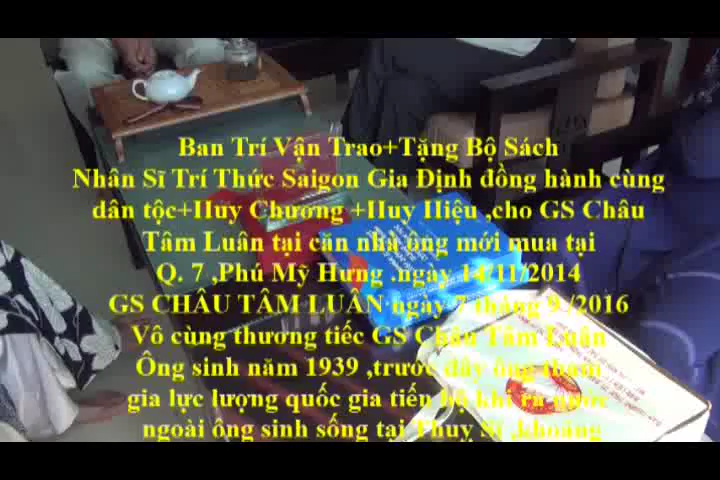 Ban Trí Vận Trao+Tặng Bộ Sách
Nhân Sĩ Trí Thức Saigon Gia Định đồng hành cùng
dân tộc+Huy Chương +Huy Hiệu ,cho GS Châu
Tâm Luân tại căn nhà ông mới mua tại
Q. 7 ,Phú Mỹ Hưng .ngày 14/11/2014
GS CHÂU TÂM LUÂN ngày 7 tháng 9 /2016
Vô cùng thương tiếc GS Châu Tâm Luân
Ông sinh năm 1939 ,trước đây ông tham
gia lực lượng quốc gia tiến bộ khi ra nước
ngoài ông sinh sống tại Thuỵ Sĩ ,khoảng